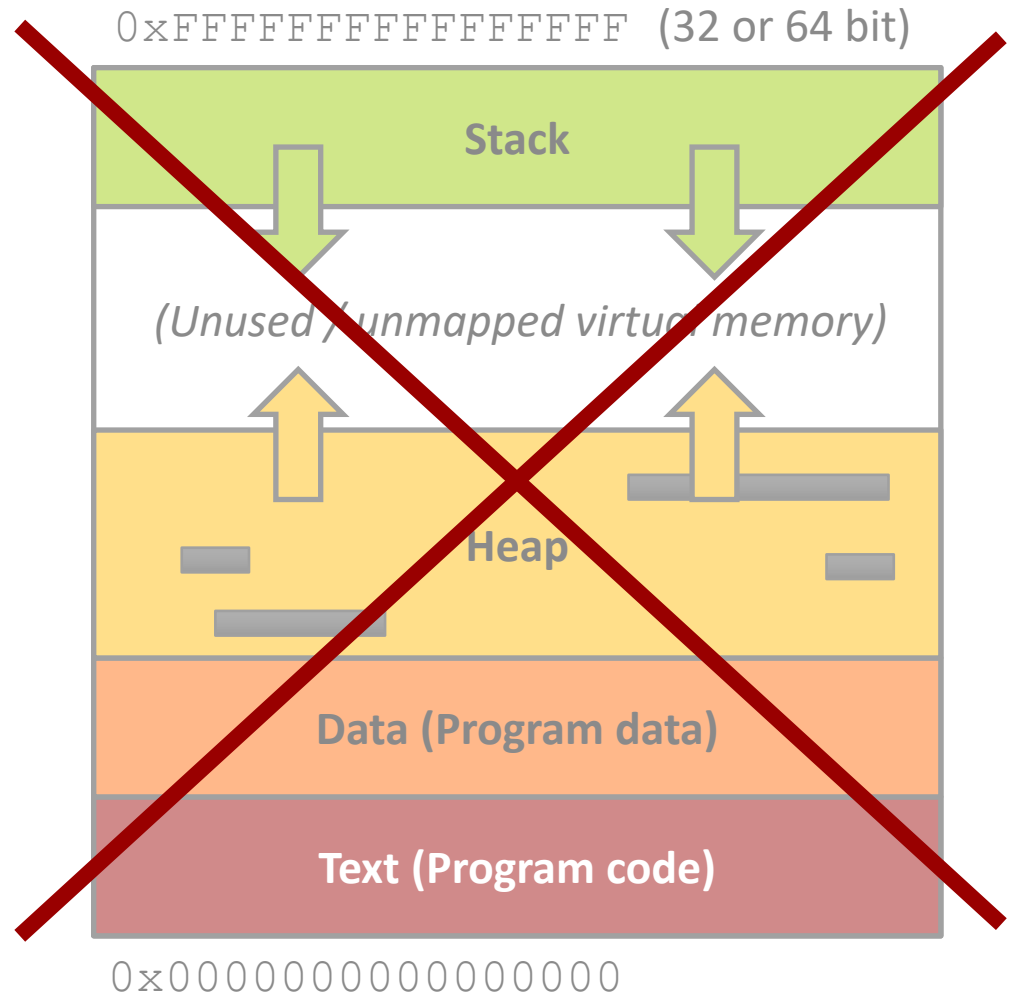 0xFFFFFFFFFFFFFFFF (32 or 64 bit)
Stack
(Unused / unmapped virtual memory)
Heap
Data (Program data)
Text (Program code)
0x0000000000000000